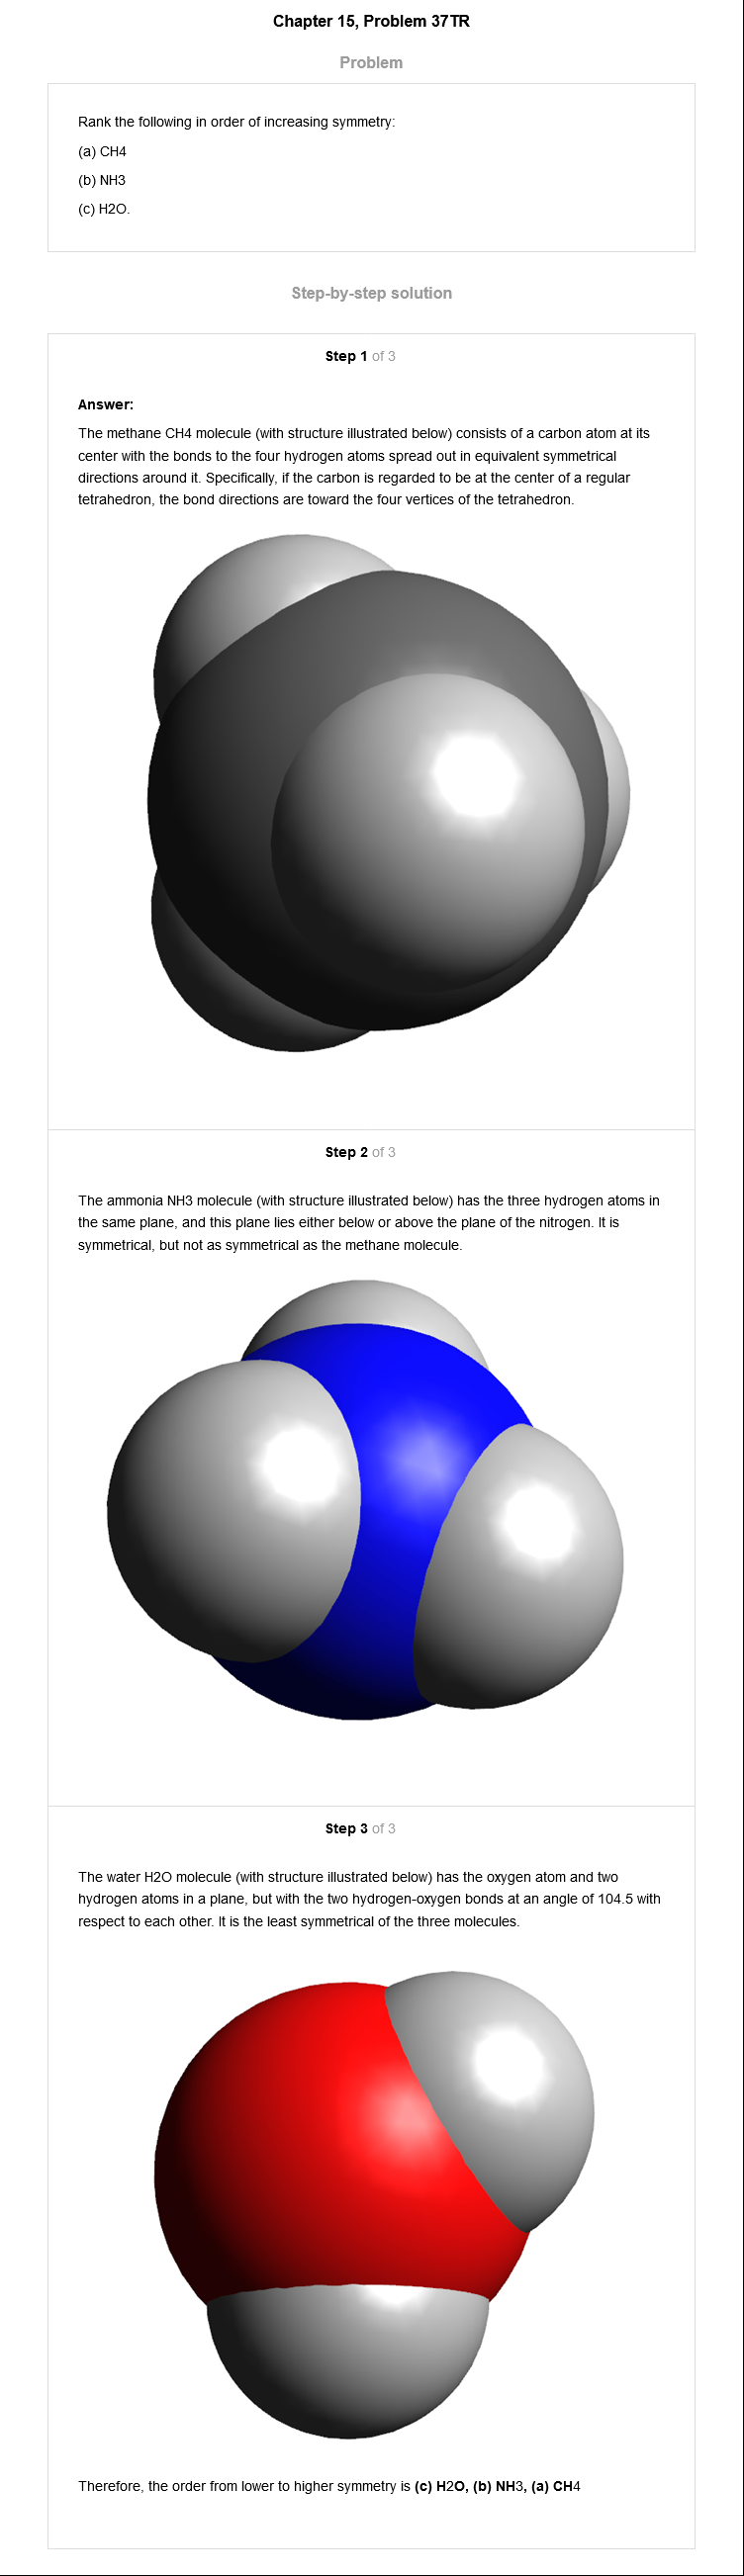 Chapter 15, Problem 37TR
Problem
Rank the following in order of increasing symmetry:
(a) CH4
(b) NH3
(c) H2O.
Step-by-step solution
Step 1 of 3
Answer:
The methane CH4 molecule (with structure illustrated below) consists of a carbon atom at its
center with the bonds to the four hydrogen atoms spread out in equivalent symmetrical
directions around it. Specifically, if the carbon is regarded to be at the center of a regular
tetrahedron, the bond directions are toward the four vertices of the tetrahedron.
Step 2 of 3
The ammonia NH3 molecule (with structure illustrated below) has the three hydrogen atoms in
the same plane, and this plane lies either below or above the plane of the nitrogen. It is
symmetrical, but not as symmetrical as the methane molecule.
Step 3 of 3
The water H2O molecule (with structure illustrated below) has the oxygen atom and two
hydrogen atoms in a plane, but with the two hydrogen-oxygen bonds at an angle of 104.5 with
respect to each other. It is the least symmetrical of the three molecules.
Therefore, the order from lower to higher symmetry is (c) H2O, (b) NH3, (a) CH4